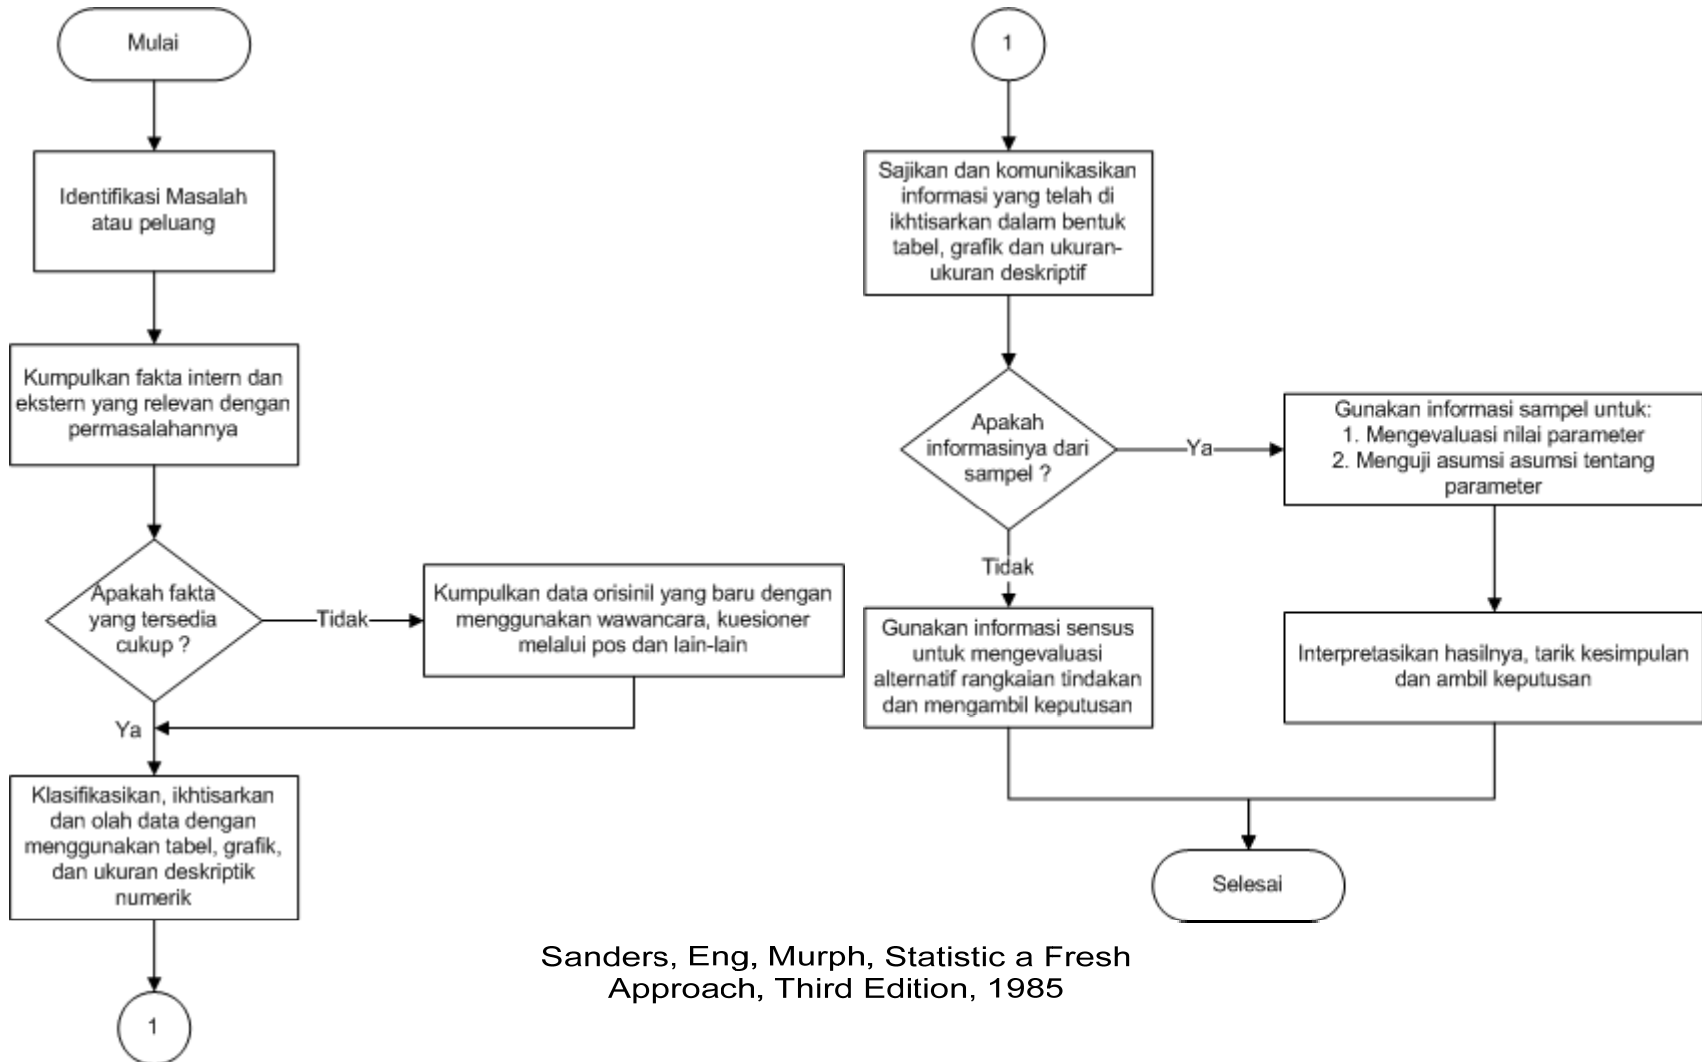 Mulai
Identifikasi Masalah
atau peluang
Kumpulkan fakta intern dan
ekstern yang relevan dengan
permasalahannya
Apakah fakta
yang tersedia
cukup ?
Tidak
Kumpulkan data orisinil yang baru dengan
menggunakan wawancara, kuesioner
melalui pos dan lain-lain
Ya
Klasifikasikan, ikhtisarkan
dan olah data dengan
menggunakan tabel, grafik,
dan ukuran deskriptik
numerik
1
1
Sajikan dan komunikasikan
informasi yang telah di
ikhtisarkan dalam bentuk
tabel, grafik dan ukuran-
ukuran deskriptif
Apakah
informasinya dari
sampel ?
Ya
Gunakan informasi sampel untuk:
1. Mengevaluasi nilai parameter
2. Menguji asumsi asumsi tentang
parameter
Tidak
Gunakan informasi sensus
untuk mengevaluasi
alternatif rangkaian tindakan
dan mengambil keputusan
Interpretasikan hasilnya, tarik kesimpulan
dan ambil keputusan
Selesai
Sanders, Eng, Murph, Statistic a Fresh
Approach, Third Edition, 1985